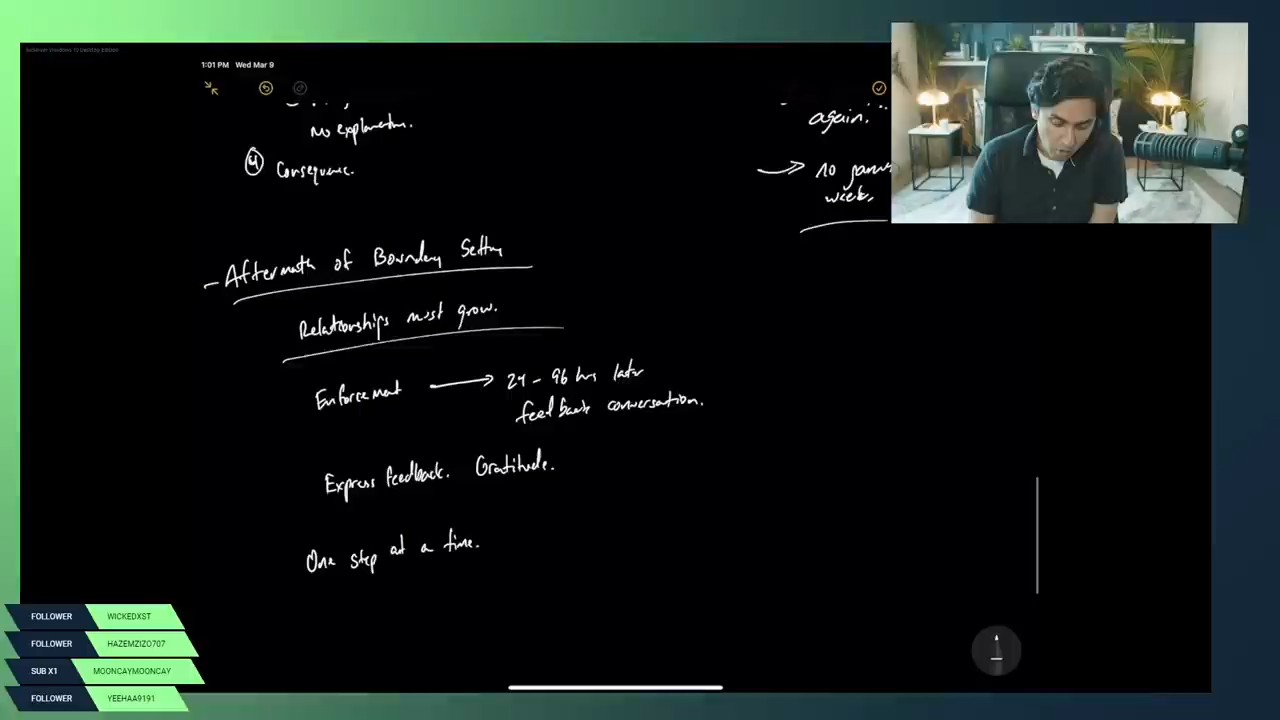 1:01 PM Wed Mar 9
No explanation.
4 Consequence.
again!
10 games
weeks.
- Aftermath of Boundary Setting
Relationships must grow.
Enforcement → 24 - 96 hrs later
feedback conversation.
Express feedback. Gratitude.
One step at a time.
FOLLOWER WICKEDXST
FOLLOWER HAZEMZIZO707
SUB X1 MOONCAYMOONCAY
FOLLOWER YEEHAA9191